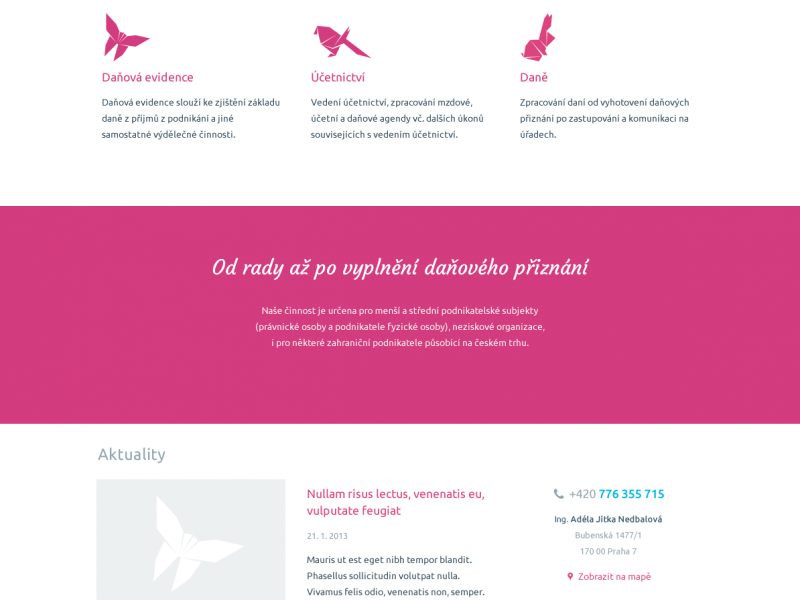 Daňová evidence
Daňová evidence slouží ke zjištění základu
daně z příjmů z podnikání a jiné
samostatné výdělečné činnosti.
Účetnictví
Vedení účetnictví, zpracování mzdové,
účetní a daňové agendy vč. dalších úkonů
souvisejících s vedením účetnictví.
Daně
Zpracování daní od vyhotovení daňových
přiznání po zastupování a komunikaci na
úřadech.
Od rady až po vyplnění daňového přiznání
Naše činnost je určena pro menší a střední podnikatelské subjekty
(právnické osoby a podnikatele fyzické osoby), neziskové organizace,
i pro některé zahraniční podnikatele působící na českém trhu.
Aktuality
Nullam risus lectus, venenatis eu,
vulputate feugiat
21. 1. 2013
Mauris ut est eget nibh tempor blandit.
Phasellus sollicitudin volutpat nulla.
Vivamus felis odio, venenatis non, semper.
+420 776 355 715
Ing. Adéla Jitka Nedbalová
Bubenská 1477/1
170 00 Praha 7
Zobrazit na mapě